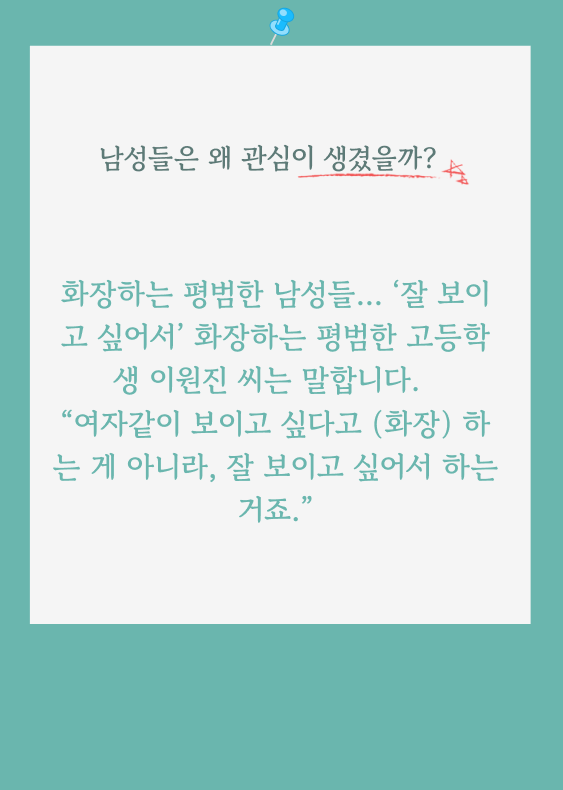 남성들은 왜 관심이 생겼을까?
화장하는 평범한 남성들... ‘잘 보이
고 싶어서’ 화장하는 평범한 고등학
생 이원진 씨는 말합니다.
“여자같이 보이고 싶다고 (화장) 하
는 게 아니라, 잘 보이고 싶어서 하는
거죠.”